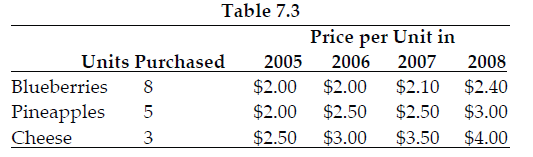 Table 7.3
Price per Unit in
Units Purchased 2005 2006 2007 2008
Blueberries 8 $2.00 $2.00 $2.10 $2.40
Pineapples 5 $2.00 $2.50 $2.50 $3.00
Cheese 3 $2.50 $3.00 $3.50 $4.00